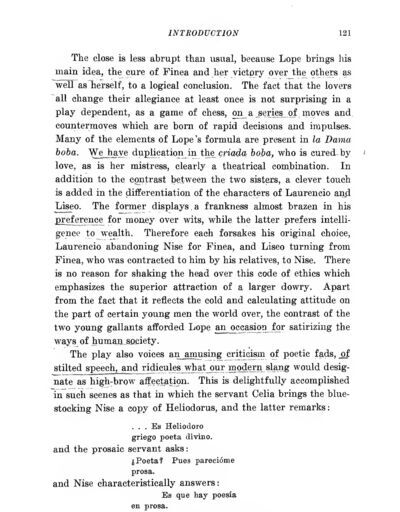 INTRODUCTION 121
The close is less abrupt than usual, because Lope brings his
main idea, the cure of Finea and her victory over the others as
well as herself, to a logical conclusion. The fact that the lovers
all change their allegiance at least once is not surprising in a
play dependent, as a game of chess, on a series of moves and
countermoves which are born of rapid decisions and impulses.
Many of the elements of Lope's formula are present in la Dama
boba. We have duplication in the criada boba, who is cured by
love, as is her mistress, clearly a theatrical combination. In
addition to the contrast between the two sisters, a clever touch
is added in the differentiation of the characters of Laurencio and
Liseo. The former displays a frankness almost brazen in his
preference for money over wits, while the latter prefers intelli-
gence to wealth. Therefore each forsakes his original choice,
Laurencio abandoning Nise for Finea, and Liseo turning from
Finea, who was contracted to him by his relatives, to Nise. There
is no reason for shaking the head over this code of ethics which
emphasizes the superior attraction of a larger dowry. Apart
from the fact that it reflects the cold and calculating attitude on
the part of certain young men the world over, the contrast of the
two young gallants afforded Lope an occasion for satirizing the
ways of human society.
The play also voices an amusing criticism of poetic fads, of
stilted speech, and ridicules what our modern slang would desig-
nate as high-brow affectation. This is delightfully accomplished
in such scenes as that in which the servant Celia brings the blue-
stocking Nise a copy of Heliodorus, and the latter remarks:
. . . Es Heliodoro
griego poeta divino.
and the prosaic servant asks:
¿Poeta? Pues parecióme
prosa.
and Nise characteristically answers:
Es que hay poesía
en prosa.